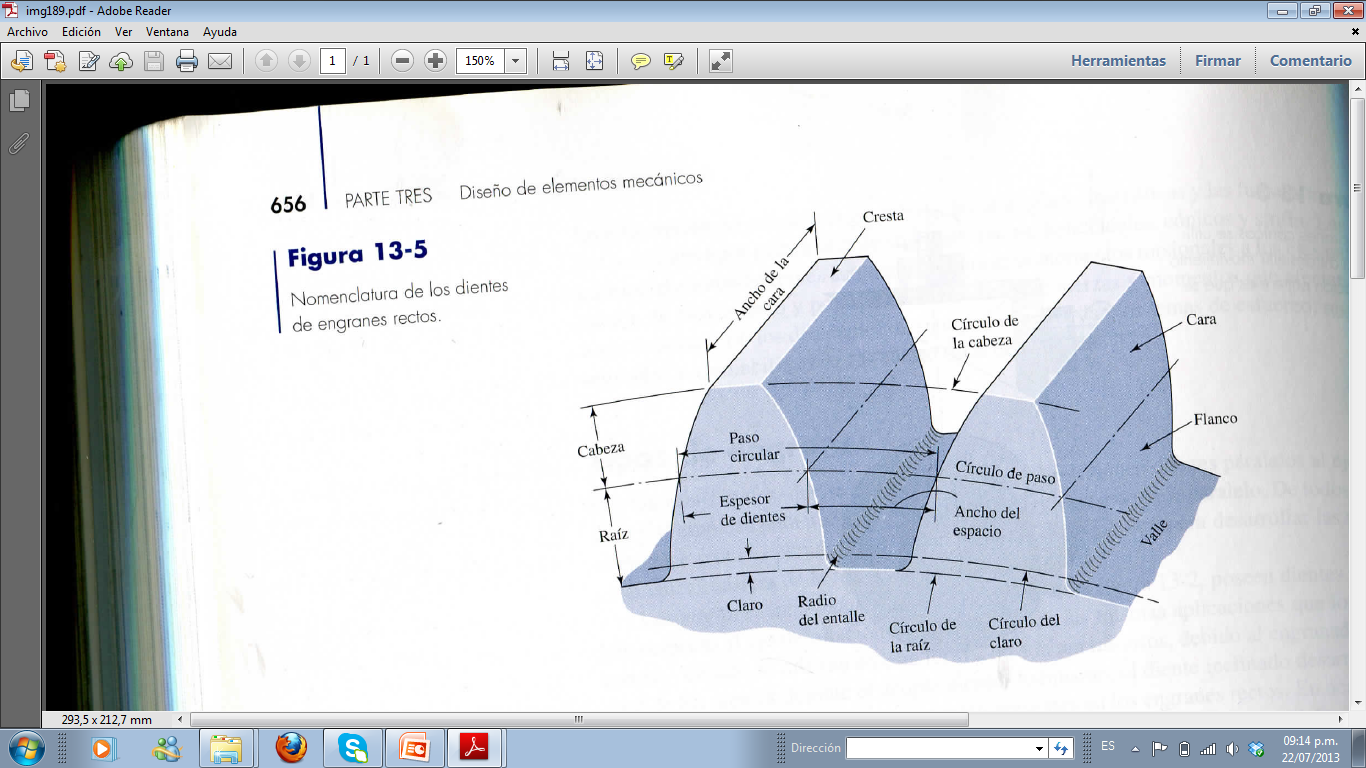 img189.pdf - Adobe Reader
Archivo Edición Ver Ventana Ayuda
1 / 1 150% Herramientas Firmar Comentario
656 PARTE TRES Diseño de elementos mecánicos
Figura 13-5
Nomenclatura de los dientes
de engranes rectos.
Cresta
Ancho de la
cara
Círculo de
la cabeza
Cara
Flanco
Cabeza
Paso
circular
Círculo de paso
Espesor
de dientes
Ancho del
espacio
Raíz
Valle
Claro
Radio
del entalle
Círculo de
la raíz
Círculo del
claro
293,5 x 212,7 mm
Dirección
ES
09:14 p.m.
22/07/2013